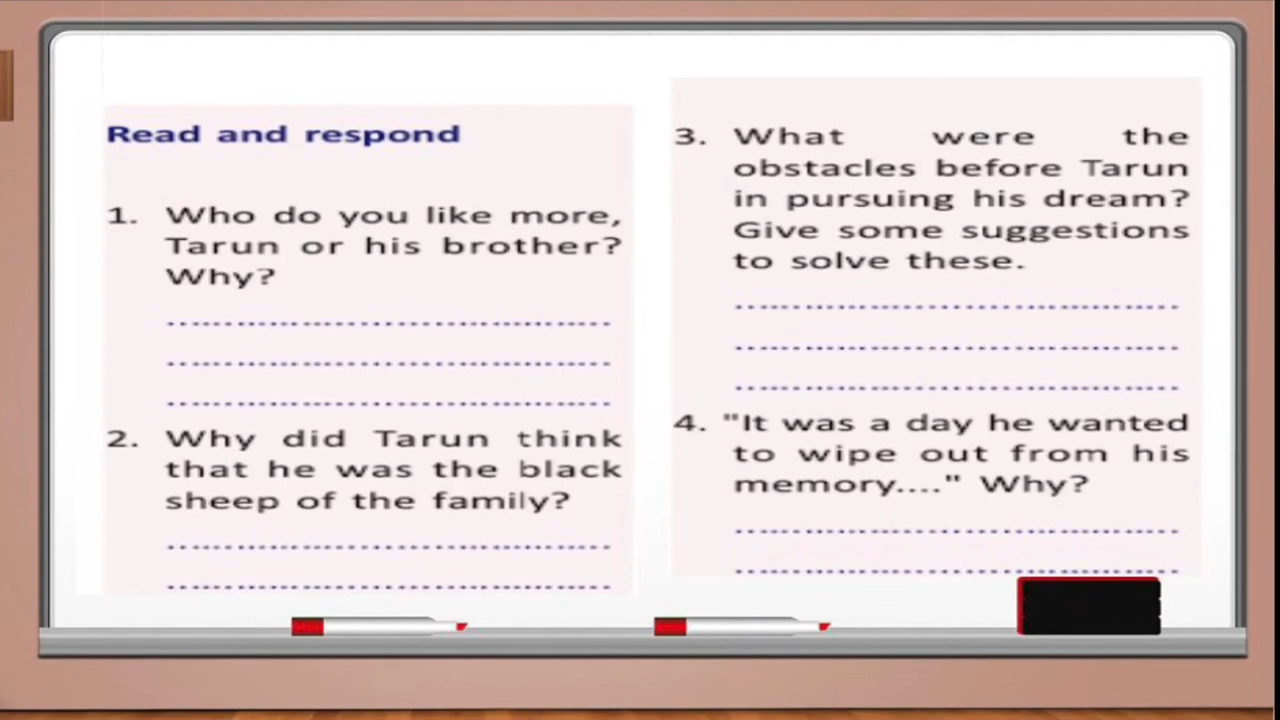 Read and respond
1. Who do you like more,
Tarun or his brother?
Why?
..................................................
..................................................
..................................................
2. Why did Tarun think
that he was the black
sheep of the family?
..................................................
..................................................
3. What were the
obstacles before Tarun
in pursuing his dream?
Give some suggestions
to solve these.
..................................................
..................................................
..................................................
4. "It was a day he wanted
to wipe out from his
memory...." Why?
..................................................
..................................................